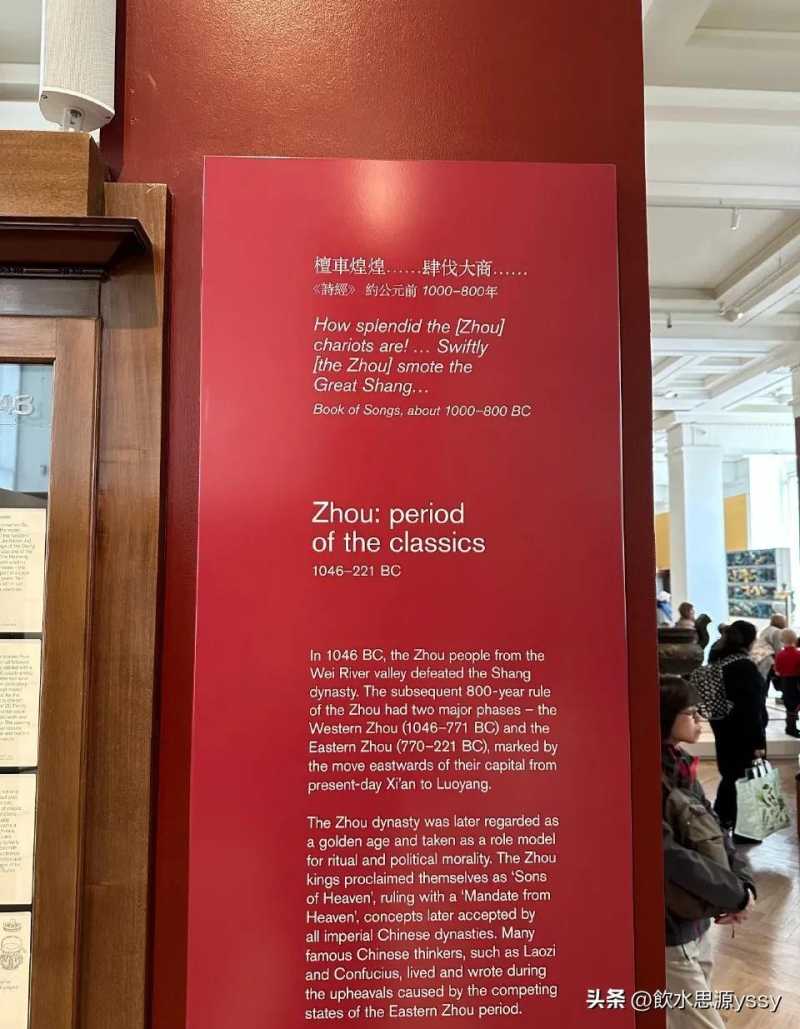 檀車煌煌……肆伐大商……
《詩經》 約公元前 1000–800年
How splendid the [Zhou]
chariots are! … Swiftly
[the Zhou] smote the
Great Shang…
Book of Songs, about 1000–800 BC
Zhou: period
of the classics
1046–221 BC
In 1046 BC, the Zhou people from the
Wei River valley defeated the Shang
dynasty. The subsequent 800-year rule
of the Zhou had two major phases – the
Western Zhou (1046–771 BC) and the
Eastern Zhou (770–221 BC), marked by
the move eastwards of their capital from
present-day Xi'an to Luoyang.
The Zhou dynasty was later regarded as
a golden age and taken as a role model
for ritual and political morality. The Zhou
kings proclaimed themselves as ‘Sons
of Heaven’, ruling with a ‘Mandate from
Heaven’, concepts later accepted by
all imperial Chinese dynasties. Many
famous Chinese thinkers, such as Laozi
and Confucius, lived and wrote during
the upheavals caused by the competing
states of the Eastern Zhou period.
头条 @飲水思源yssy